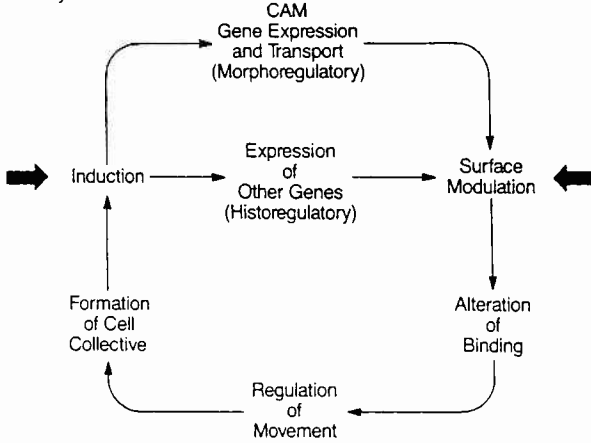 CAM
Gene Expression
and Transport
(Morphoregulatory)
Induction
Expression
of
Other Genes
(Historegulatory)
Surface
Modulation
Formation
of Cell
Collective
Alteration
of
Binding
Regulation
of
Movement